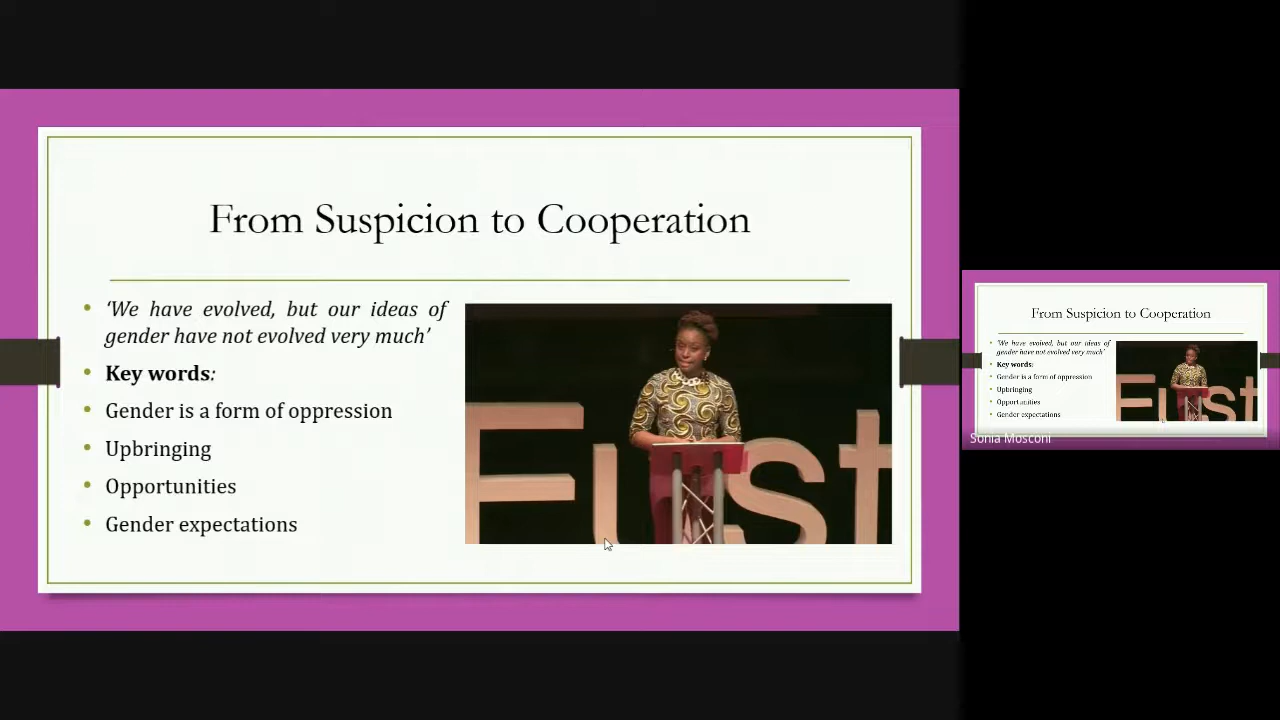 From Suspicion to Cooperation
‘We have evolved, but our ideas of
gender have not evolved very much’
Key words:
Gender is a form of oppression
Upbringing
Opportunities
Gender expectations
Eust
From Suspicion to Cooperation
‘We have evolved, but our ideas of
gender have not evolved very much’
Key words:
Gender is a form of oppression
Upbringing
Opportunities
Gender expectations
Eust
Sonia Mosconi